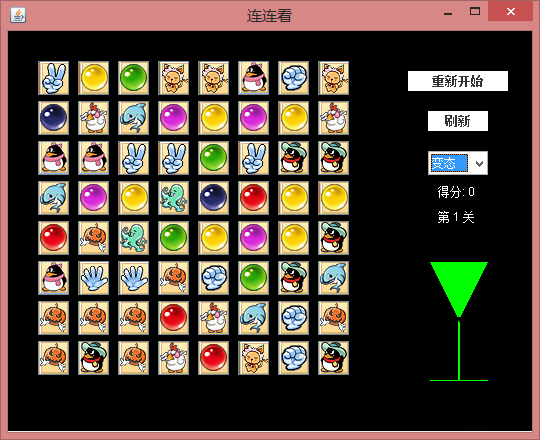 连连看
重新开始
刷新
变态
得分: 0
第 1 关